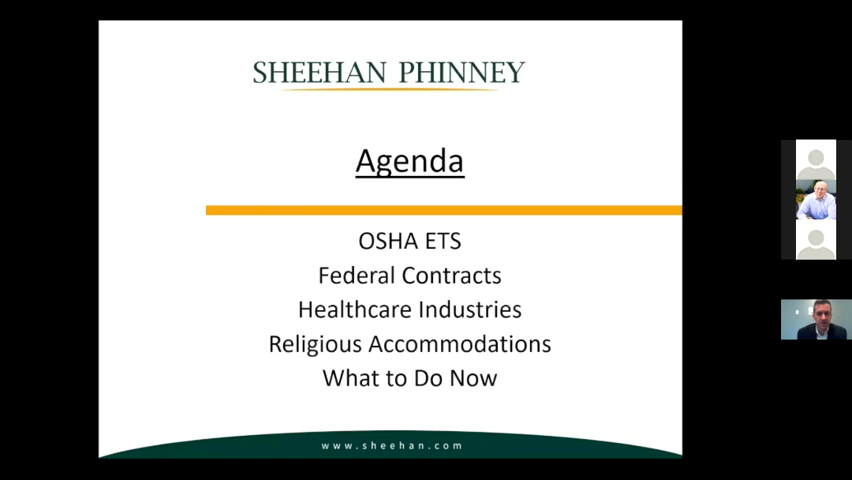 SHEEHAN PHINNEY
Agenda
OSHA ETS
Federal Contracts
Healthcare Industries
Religious Accommodations
What to Do Now
www.sheehan.com